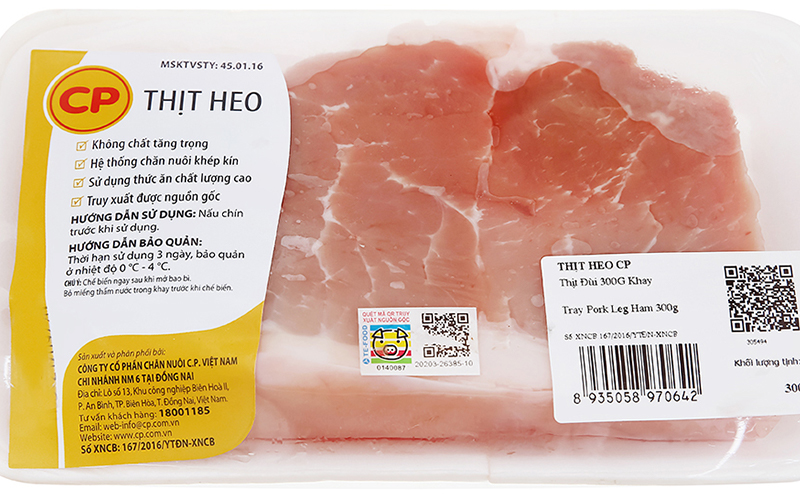 MSKTVSTY: 45.01.16
CP
THỊT HEO
Không chất tăng trọng
Hệ thống chăn nuôi khép kín
Sử dụng thức ăn chất lượng cao
Truy xuất được nguồn gốc
HƯỚNG DẪN SỬ DỤNG: Nấu chín
trước khi sử dụng.
HƯỚNG DẪN BẢO QUẢN:
Thời hạn sử dụng 3 ngày, bảo quản
ở nhiệt độ 0 °C - 4 °C.
CHÚ Ý: Chế biến ngay sau khi mở bao bì.
Bỏ miếng thấm nước trong khay trước khi chế biến.
Sản xuất và phân phối bởi:
CÔNG TY CỔ PHẦN CHĂN NUÔI C.P. VIỆT NAM
CHI NHÁNH NM 6 TẠI ĐỒNG NAI
Địa chỉ: Lô số 13, Khu công nghiệp Biên Hoà II,
P. An Bình, TP. Biên Hòa, T. Đồng Nai, Việt Nam.
Tư vấn khách hàng: 18001185
Email: web-info@cp.com.vn
Website: www.cp.com.vn
Số XNCB: 167/2016/YTĐN-XNCB
QUÉT MÃ QR TRUY
XUẤT NGUỒN GỐC
TE-FOOD
0140087
20203-26385-10
THỊT HEO CP
Thịt Đùi 300G Khay
Tray Pork Leg Ham 300g
Số XNCB 167/2016/YTĐN-XNCB
8 935058 970642
305494
Khối lượng tịnh:
300